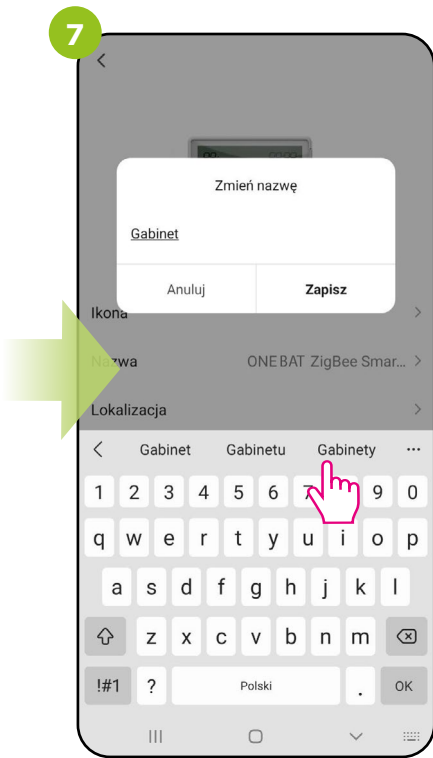 7
Zmień nazwę
Gabinet
Anuluj Zapisz
Ikona
Nazwa ONE BAT ZigBee Smar...
Lokalizacja
Gabinet Gabinetu Gabinety ...
1 2 3 4 5 6 7 9 0
q w e r t y u i o p
a s d f g h j k l
z x c v b n m
!#1 ? Polski . OK